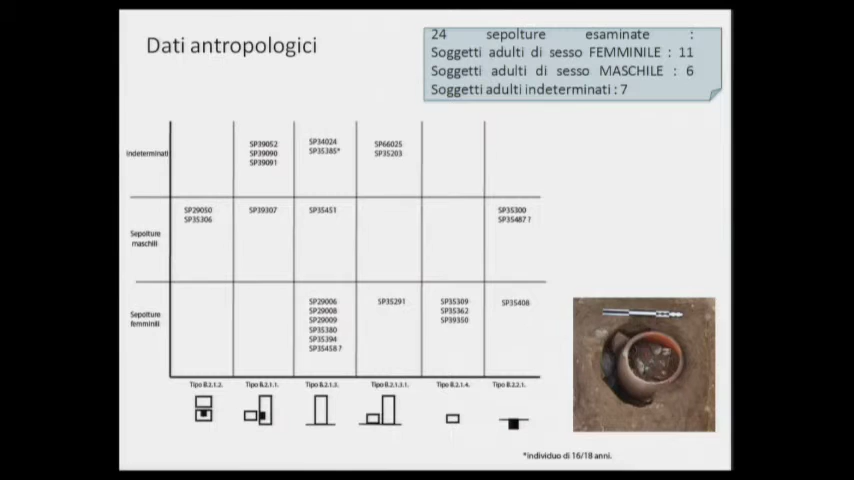 Dati antropologici
24 sepolture esaminate :
Soggetti adulti di sesso FEMMINILE : 11
Soggetti adulti di sesso MASCHILE : 6
Soggetti adulti indeterminati : 7
Indeterminati
SP39052
SP39090
SP39091
SP34024
SP35385*
SP66025
SP35203
Sepolture
maschili
SP29050
SP35306
SP39307
SP35451
SP35300
SP35487 ?
Sepolture
femminili
SP29006
SP29008
SP29009
SP35380
SP35394
SP35458 ?
SP35291
SP35309
SP35362
SP39350
SP35408
Tipo B.2.1.2. Tipo B.2.1.1. Tipo B.2.1.3. Tipo B.2.1.3.1. Tipo B.2.1.4. Tipo B.2.2.1.
*individuo di 16/18 anni.